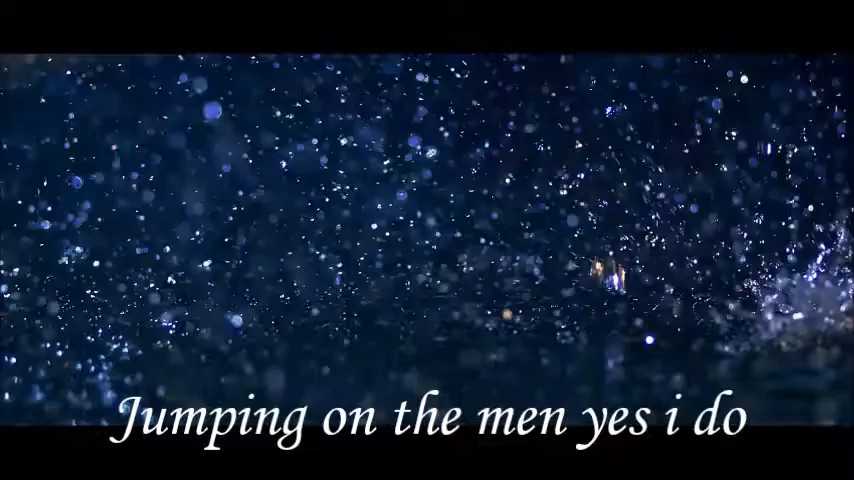 Jumping on the men yes i do